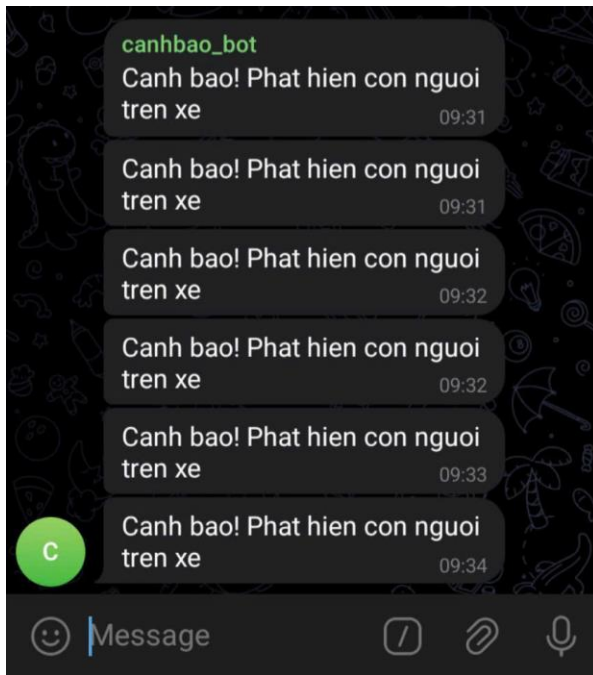 canhbao_bot
Canh bao! Phat hien con nguoi
tren xe
09:31
Canh bao! Phat hien con nguoi
tren xe
09:31
Canh bao! Phat hien con nguoi
tren xe
09:32
Canh bao! Phat hien con nguoi
tren xe
09:32
Canh bao! Phat hien con nguoi
tren xe
09:33
Canh bao! Phat hien con nguoi
tren xe
09:34
C
Message
/